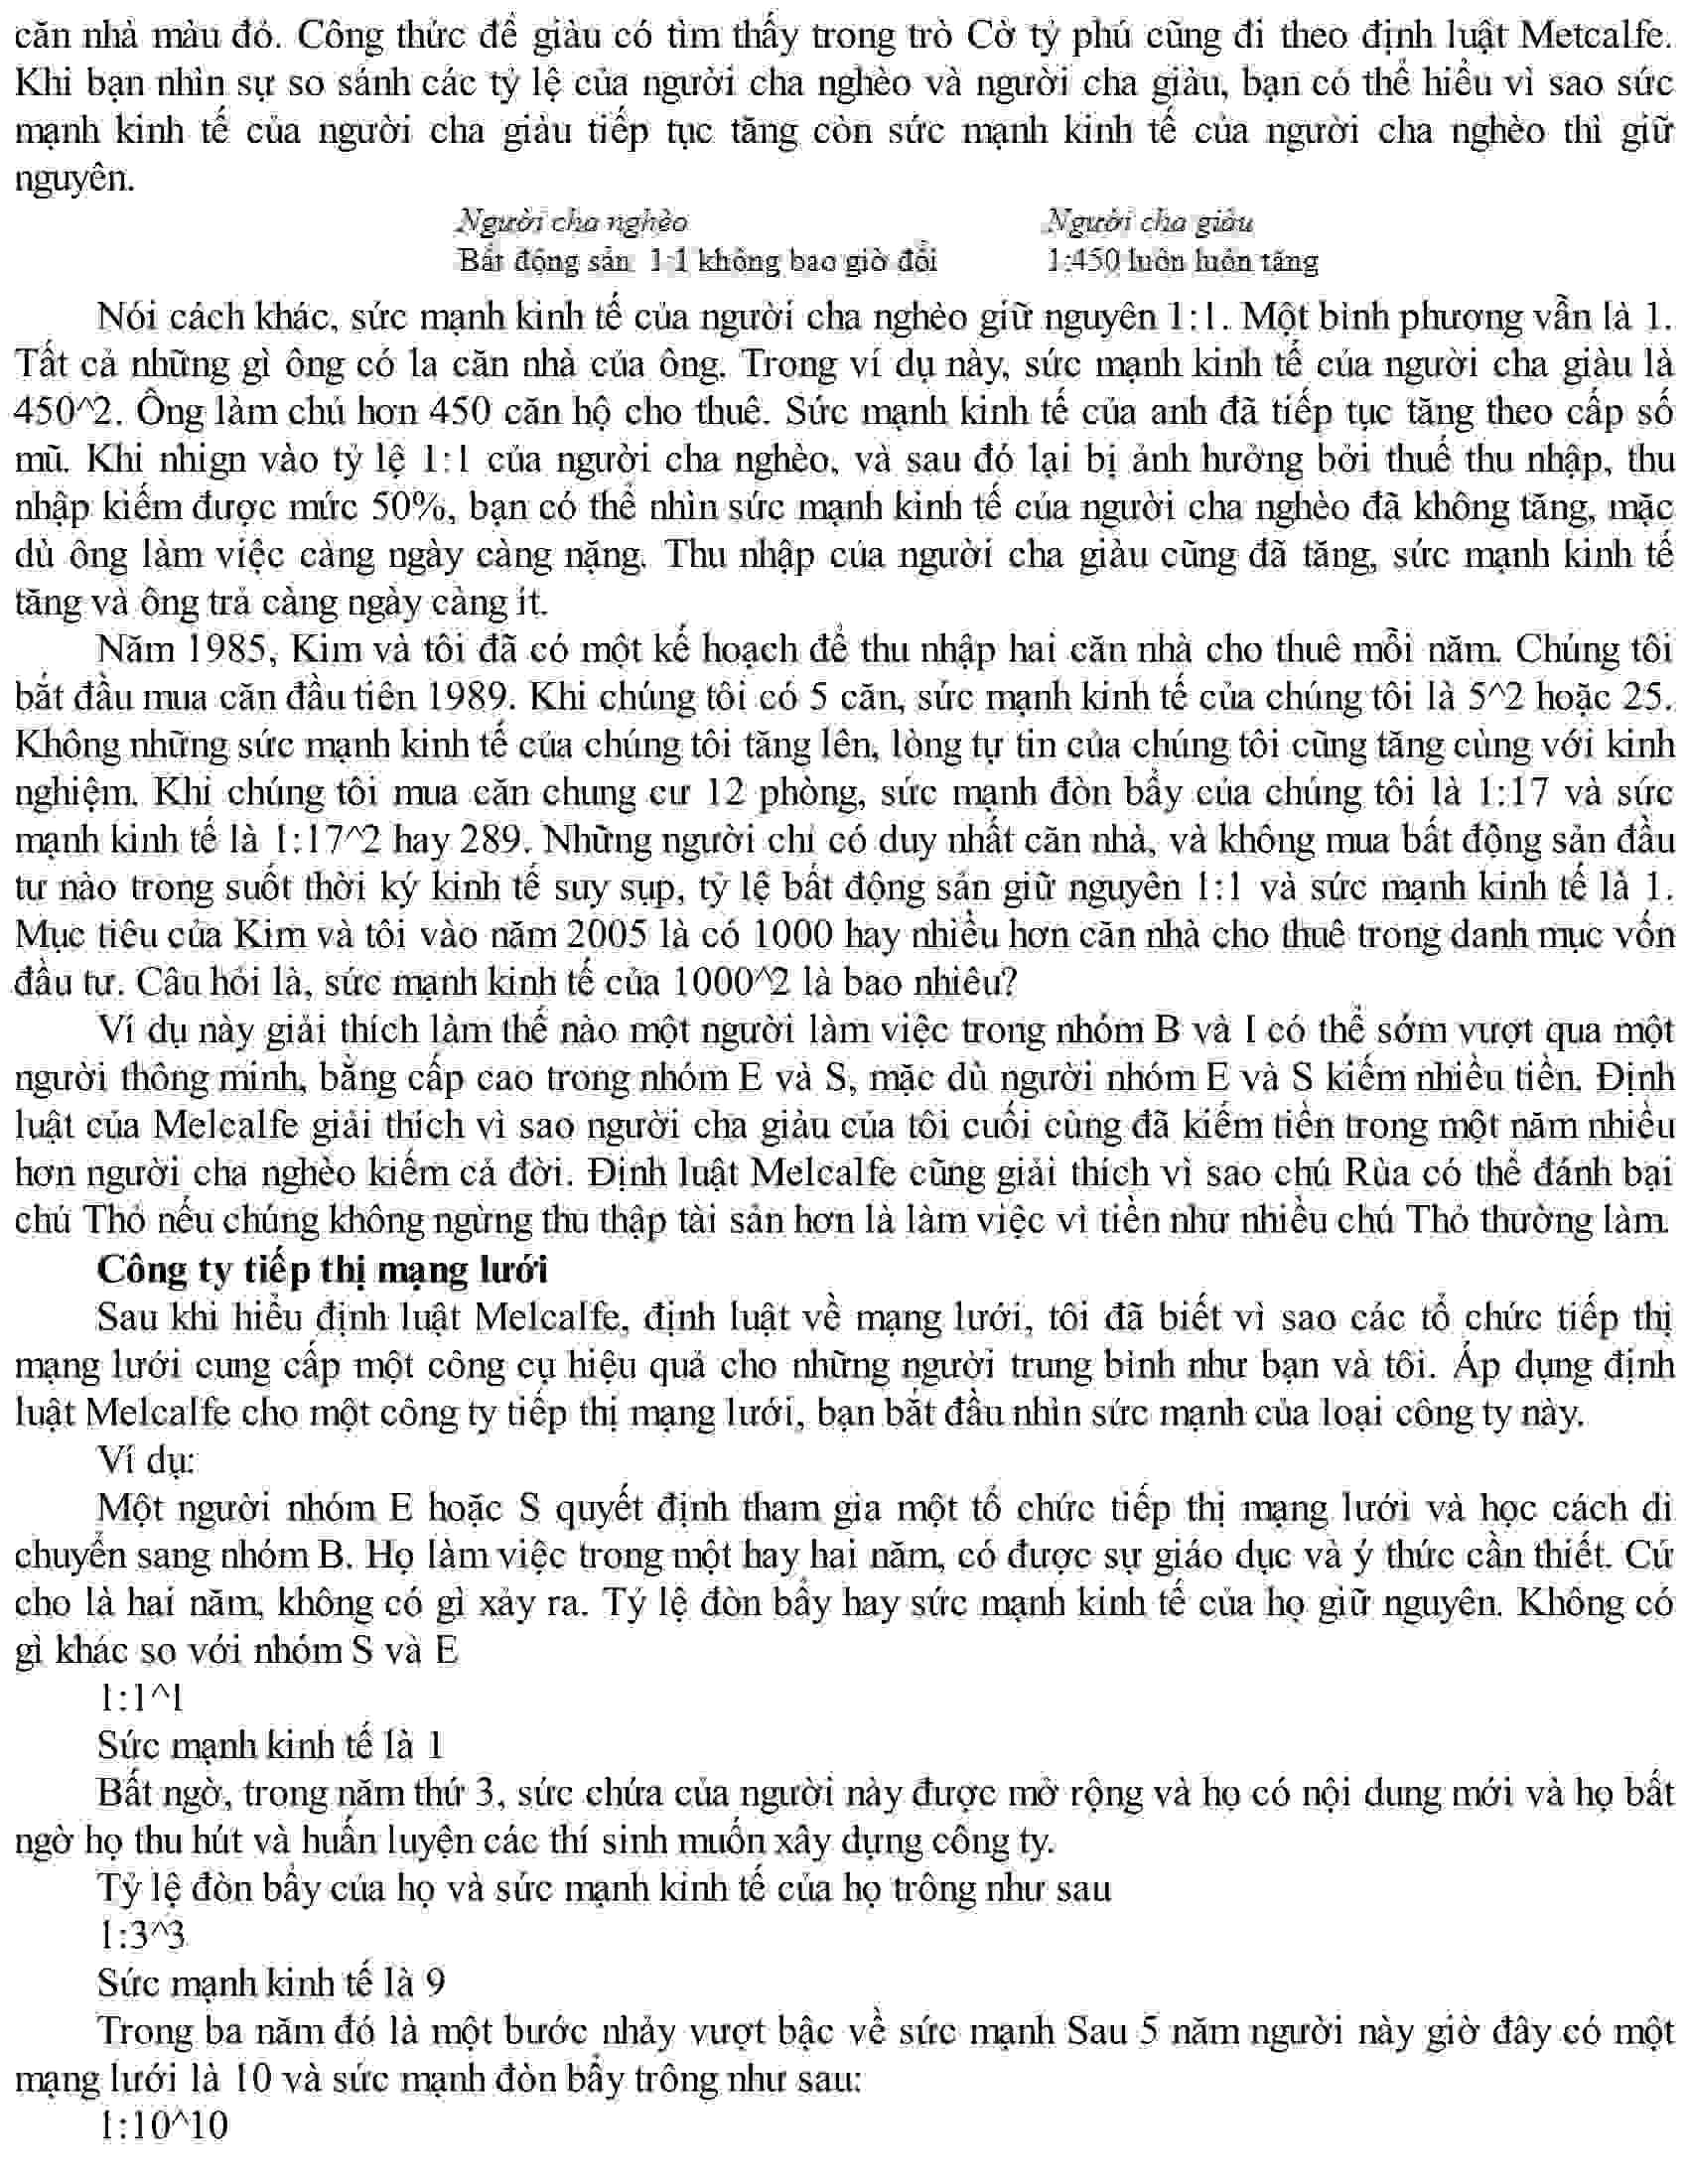 căn nhà màu đỏ. Công thức để giàu có tìm thấy trong trò Cờ tỷ phú cũng đi theo định luật Metcalfe.
Khi bạn nhìn sự so sánh các tỷ lệ của người cha nghèo và người cha giàu, bạn có thể hiểu vì sao sức
mạnh kinh tế của người cha giàu tiếp tục tăng còn sức mạnh kinh tế của người cha nghèo thì giữ
nguyên.
Người cha nghèo Người cha giàu
Bất động sản 1:1 không bao giờ đổi 1:450 luôn luôn tăng
Nói cách khác, sức mạnh kinh tế của người cha nghèo giữ nguyên 1:1. Một bình phương vẫn là 1.
Tất cả những gì ông có la căn nhà của ông. Trong ví dụ này, sức mạnh kinh tế của người cha giàu là
450^2. Ông làm chủ hơn 450 căn hộ cho thuê. Sức mạnh kinh tế của anh đã tiếp tục tăng theo cấp số
mũ. Khi nhign vào tỷ lệ 1:1 của người cha nghèo, và sau đó lại bị ảnh hưởng bởi thuế thu nhập, thu
nhập kiếm được mức 50%, bạn có thể nhìn sức mạnh kinh tế của người cha nghèo đã không tăng, mặc
dù ông làm việc càng ngày càng nặng. Thu nhập của người cha giàu cũng đã tăng, sức mạnh kinh tế
tăng và ông trả càng ngày càng ít.
Năm 1985, Kim và tôi đã có một kế hoạch để thu nhập hai căn nhà cho thuê mỗi năm. Chúng tôi
bắt đầu mua căn đầu tiên 1989. Khi chúng tôi có 5 căn, sức mạnh kinh tế của chúng tôi là 5^2 hoặc 25.
Không những sức mạnh kinh tế của chúng tôi tăng lên, lòng tự tin của chúng tôi cũng tăng cùng với kinh
nghiệm. Khi chúng tôi mua căn chung cư 12 phòng, sức mạnh đòn bẩy của chúng tôi là 1:17 và sức
mạnh kinh tế là 1:17^2 hay 289. Những người chỉ có duy nhất căn nhà, và không mua bất động sản đầu
tư nào trong suốt thời kỳ kinh tế suy sụp, tỷ lệ bất động sản giữ nguyên 1:1 và sức mạnh kinh tế là 1.
Mục tiêu của Kim và tôi vào năm 2005 là có 1000 hay nhiều hơn căn nhà cho thuê trong danh mục vốn
đầu tư. Câu hỏi là, sức mạnh kinh tế của 1000^2 là bao nhiêu?
Ví dụ này giải thích làm thế nào một người làm việc trong nhóm B và I có thể sớm vượt qua một
người thông minh, bằng cấp cao trong nhóm E và S, mặc dù người nhóm E và S kiếm nhiều tiền. Định
luật của Melcalfe giải thích vì sao người cha giàu của tôi cuối cùng đã kiếm tiền trong một năm nhiều
hơn người cha nghèo kiếm cả đời. Định luật Melcalfe cũng giải thích vì sao chú Rùa có thể đánh bại
chú Thỏ nếu chúng không ngừng thu thập tài sản hơn là làm việc vì tiền như nhiều chú Thỏ thường làm.
Công ty tiếp thị mạng lưới
Sau khi hiểu định luật Melcalfe, định luật về mạng lưới, tôi đã biết vì sao các tổ chức tiếp thị
mạng lưới cung cấp một công cụ hiệu quả cho những người trung bình như bạn và tôi. Áp dụng định
luật Melcalfe cho một công ty tiếp thị mạng lưới, bạn bắt đầu nhìn sức mạnh của loại công ty này.
Ví dụ:
Một người nhóm E hoặc S quyết định tham gia một tổ chức tiếp thị mạng lưới và học cách di
chuyển sang nhóm B. Họ làm việc trong một hay hai năm, có được sự giáo dục và ý thức cần thiết. Cứ
cho là hai năm, không có gì xảy ra. Tỷ lệ đòn bẩy hay sức mạnh kinh tế của họ giữ nguyên. Không có
gì khác so với nhóm S và E
1:1^1
Sức mạnh kinh tế là 1
Bất ngờ, trong năm thứ 3, sức chứa của người này được mở rộng và họ có nội dung mới và họ bất
ngờ họ thu hút và huấn luyện các thí sinh muốn xây dựng công ty.
Tỷ lệ đòn bẩy của họ và sức mạnh kinh tế của họ trông như sau
1:3^3
Sức mạnh kinh tế là 9
Trong ba năm đó là một bước nhảy vượt bậc về sức mạnh Sau 5 năm người này giờ đây có một
mạng lưới là 10 và sức mạnh đòn bẩy trông như sau:
1:10^10